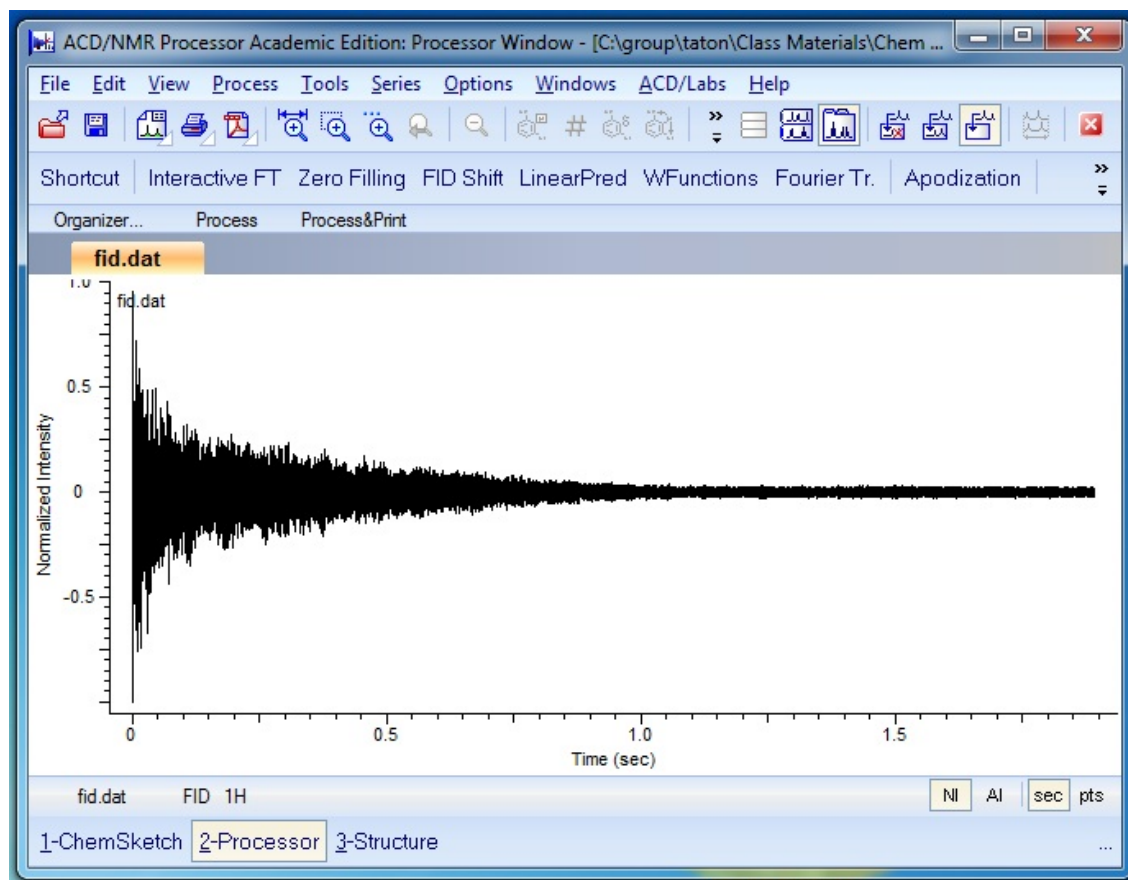 ACD/NMR Processor Academic Edition: Processor Window - [C:\group\taton\Class Materials\Chem ...
File Edit View Process Tools Series Options Windows ACD/Labs Help
Shortcut Interactive FT Zero Filling FID Shift LinearPred WFunctions Fourier Tr. Apodization
Organizer... Process Process&Print
fid.dat
1.0
fid.dat
0.5
0
-0.5
Normalized Intensity
0 0.5 1.0 1.5
Time (sec)
fid.dat FID 1H NI AI sec pts
1-ChemSketch 2-Processor 3-Structure ...